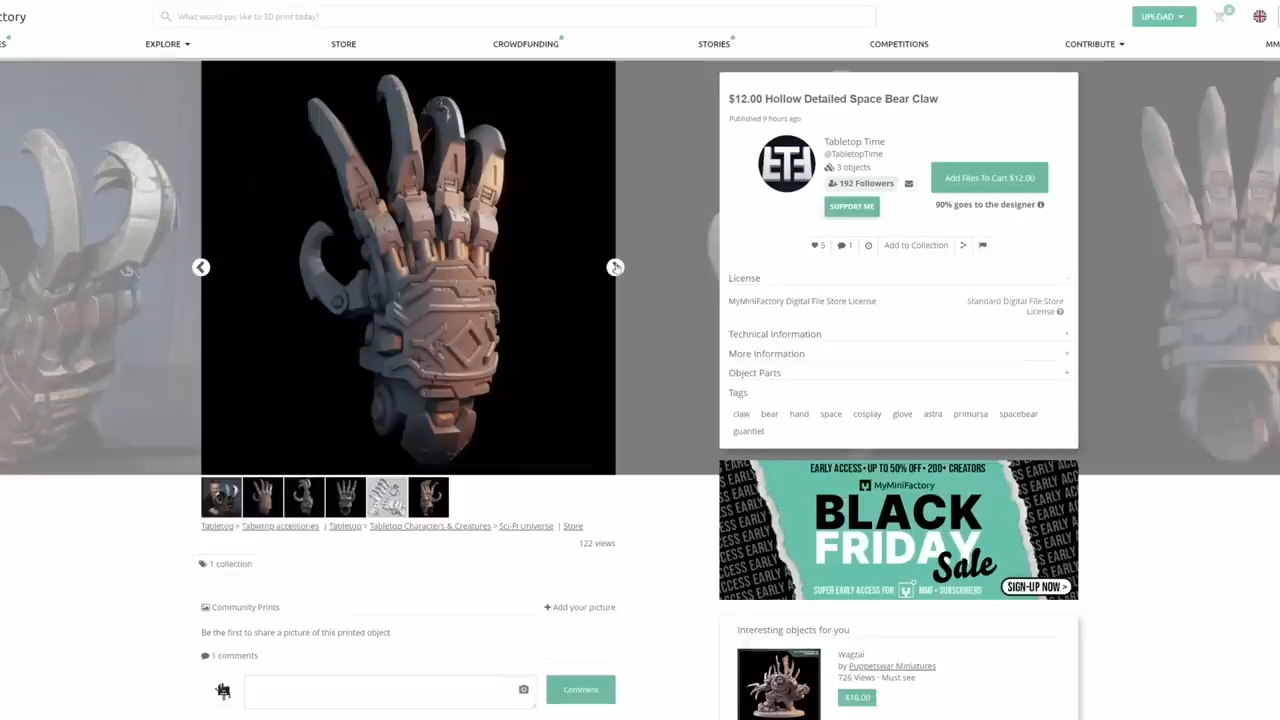 ctory
What would you like to 3D print today?
UPLOAD
0
ES
EXPLORE
STORE
CROWDFUNDING
STORIES
COMPETITIONS
CONTRIBUTE
MM
$12.00 Hollow Detailed Space Bear Claw
Published 9 hours ago
Tabletop Time
@TabletopTime
3 objects
192 Followers
SUPPORT ME
Add Files To Cart $12.00
90% goes to the designer
5
1
Add to Collection
License
MyMiniFactory Digital File Store License
Standard Digital File Store
License
Technical Information
More Information
Object Parts
Tags
claw bear hand space cosplay glove astra primursa spacebear
guantlet
Tabletop > Tabletop accessories | Tabletop > Tabletop Characters & Creatures > Sci-Fi Universe | Store
122 views
1 collection
Community Prints
+ Add your picture
Be the first to share a picture of this printed object
1 comments
Comment
EARLY ACCESS • UP TO 50% OFF • 200+ CREATORS
MyMiniFactory
BLACK
FRIDAY
Sale
SUPER EARLY ACCESS FOR MMF+ SUBSCRIBERS
SIGN-UP NOW >
Interesting objects for you
Wagzai
by Puppetswar Miniatures
726 Views · Must see
$16.00